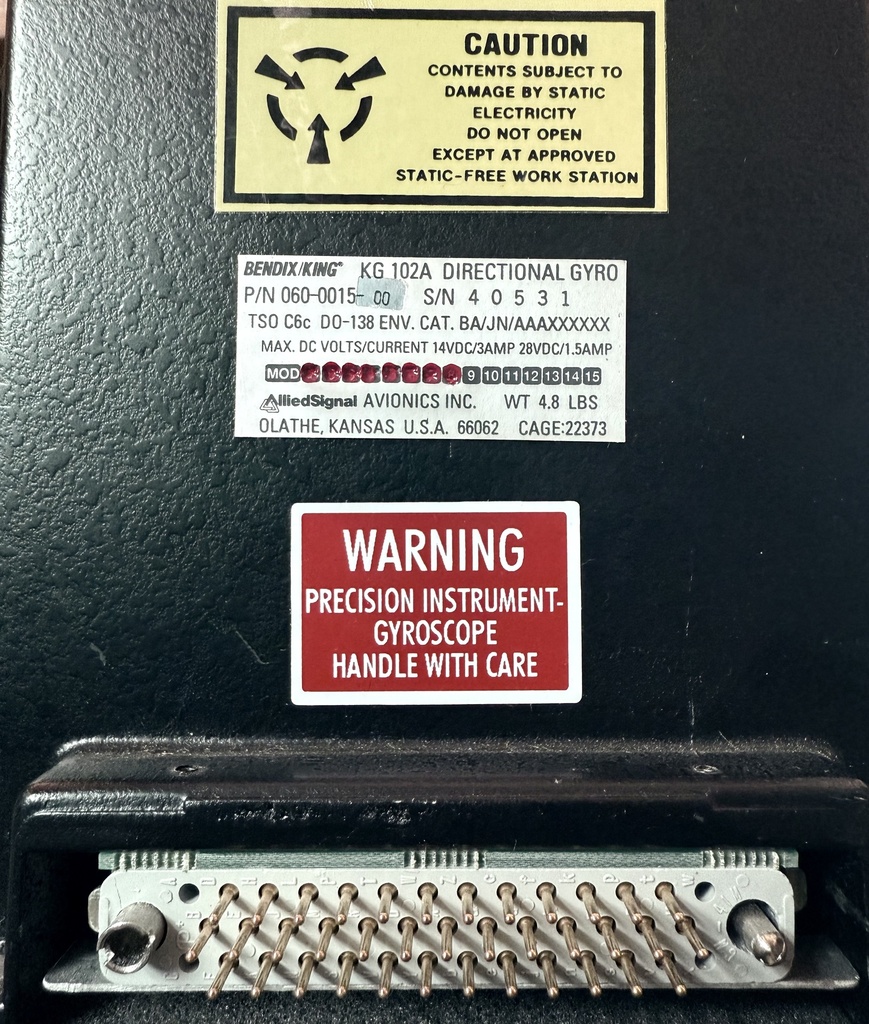 CAUTION
CONTENTS SUBJECT TO
DAMAGE BY STATIC
ELECTRICITY
DO NOT OPEN
EXCEPT AT APPROVED
STATIC-FREE WORK STATION
BENDIX/KING® KG 102A DIRECTIONAL GYRO
P/N 060-0015-00 S/N 40531
TSO C6c DO-138 ENV. CAT. BA/JN/AAAXXXXXX
MAX. DC VOLTS/CURRENT 14VDC/3AMP 28VDC/1.5AMP
MOD 9 10 11 12 13 14 15
AlliedSignal AVIONICS INC. WT 4.8 LBS
OLATHE, KANSAS U.S.A. 66062 CAGE:22373
WARNING
PRECISION INSTRUMENT-
GYROSCOPE
HANDLE WITH CARE